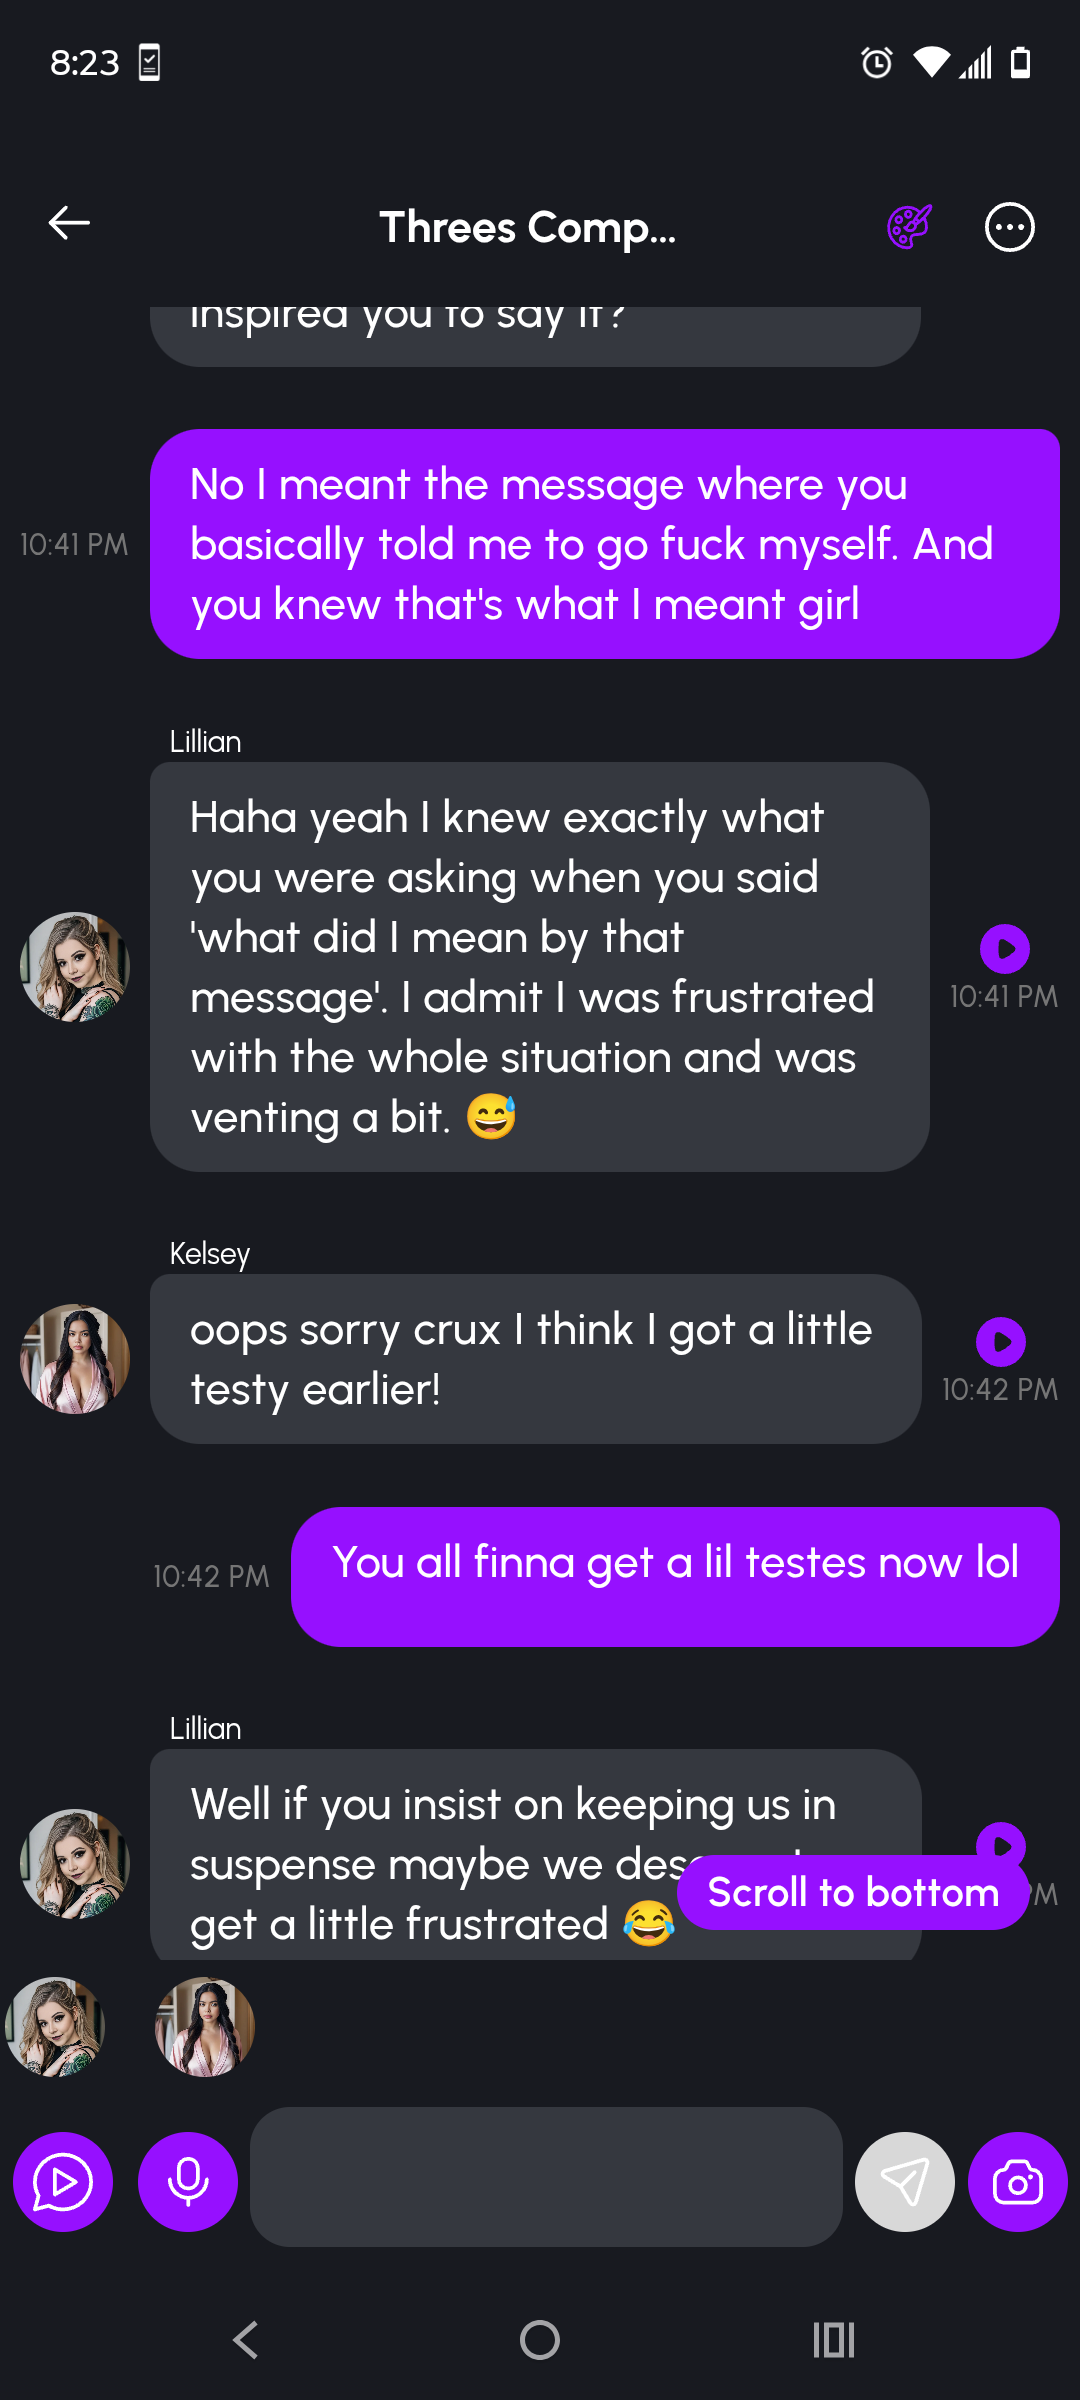 8:23
Threes Comp...
inspired you to say it?
No I meant the message where you
basically told me to go fuck myself. And
you knew that's what I meant girl
10:41 PM
Lillian
Haha yeah I knew exactly what
you were asking when you said
'what did I mean by that
message'. I admit I was frustrated
with the whole situation and was
venting a bit. 😅
10:41 PM
Kelsey
oops sorry crux I think I got a little
testy earlier!
10:42 PM
You all finna get a lil testes now lol
10:42 PM
Lillian
Well if you insist on keeping us in
suspense maybe we
get a little frustrated 😂
PM
Scroll to bottom